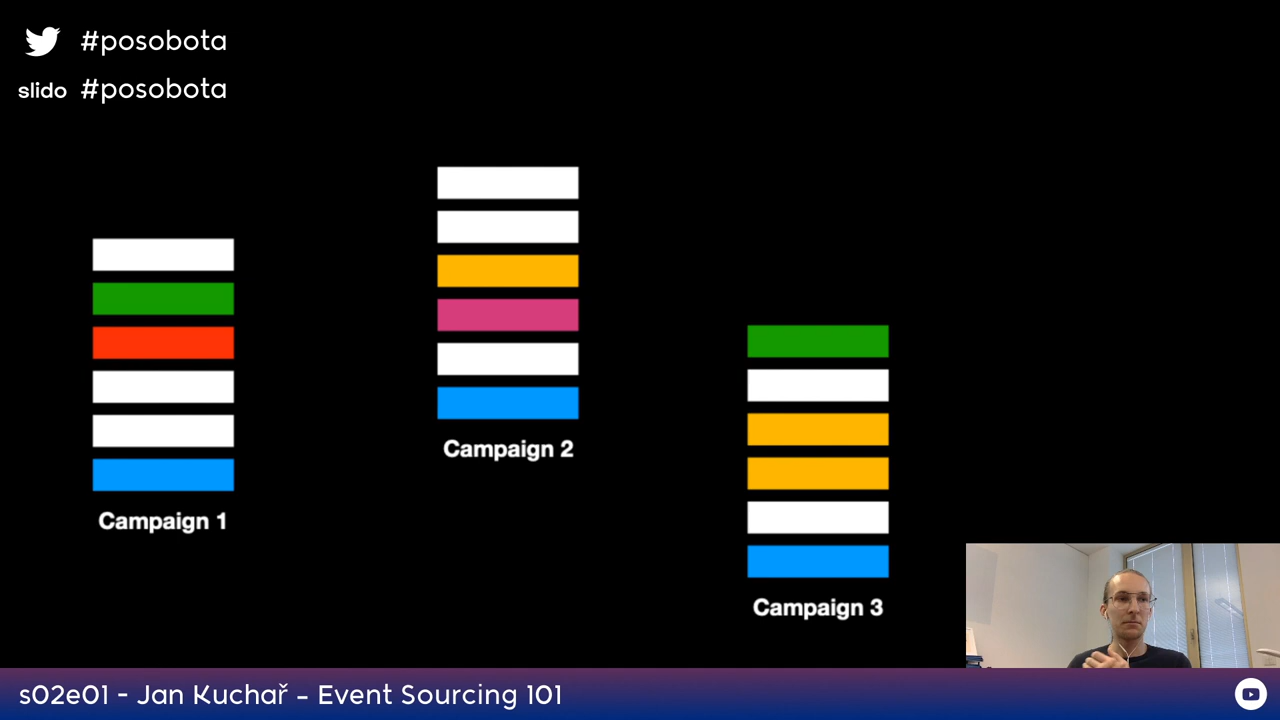 #posobota
slido #posobota
Campaign 1
Campaign 2
Campaign 3
s02e01 - Jan Kuchař - Event Sourcing 101